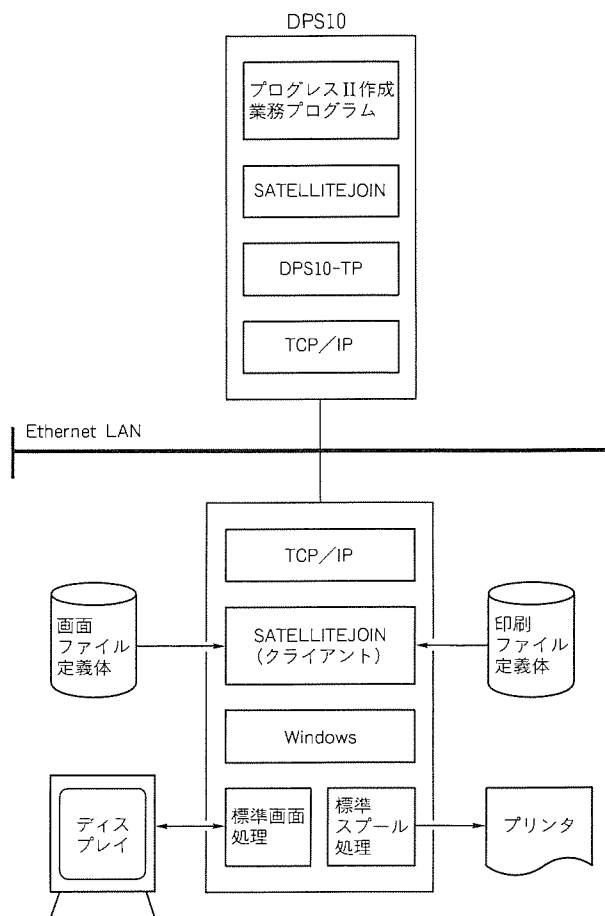 DPS10
プログレスⅡ作成
業務プログラム
SATELLITEJOIN
DPS10-TP
TCP／IP
Ethernet LAN
TCP／IP
画面
ファイル
定義体
SATELLITEJOIN
(クライアント)
印刷
ファイル
定義体
Windows
ディス
プレイ
標準画面
処理
標準
スプール
処理
プリンタ